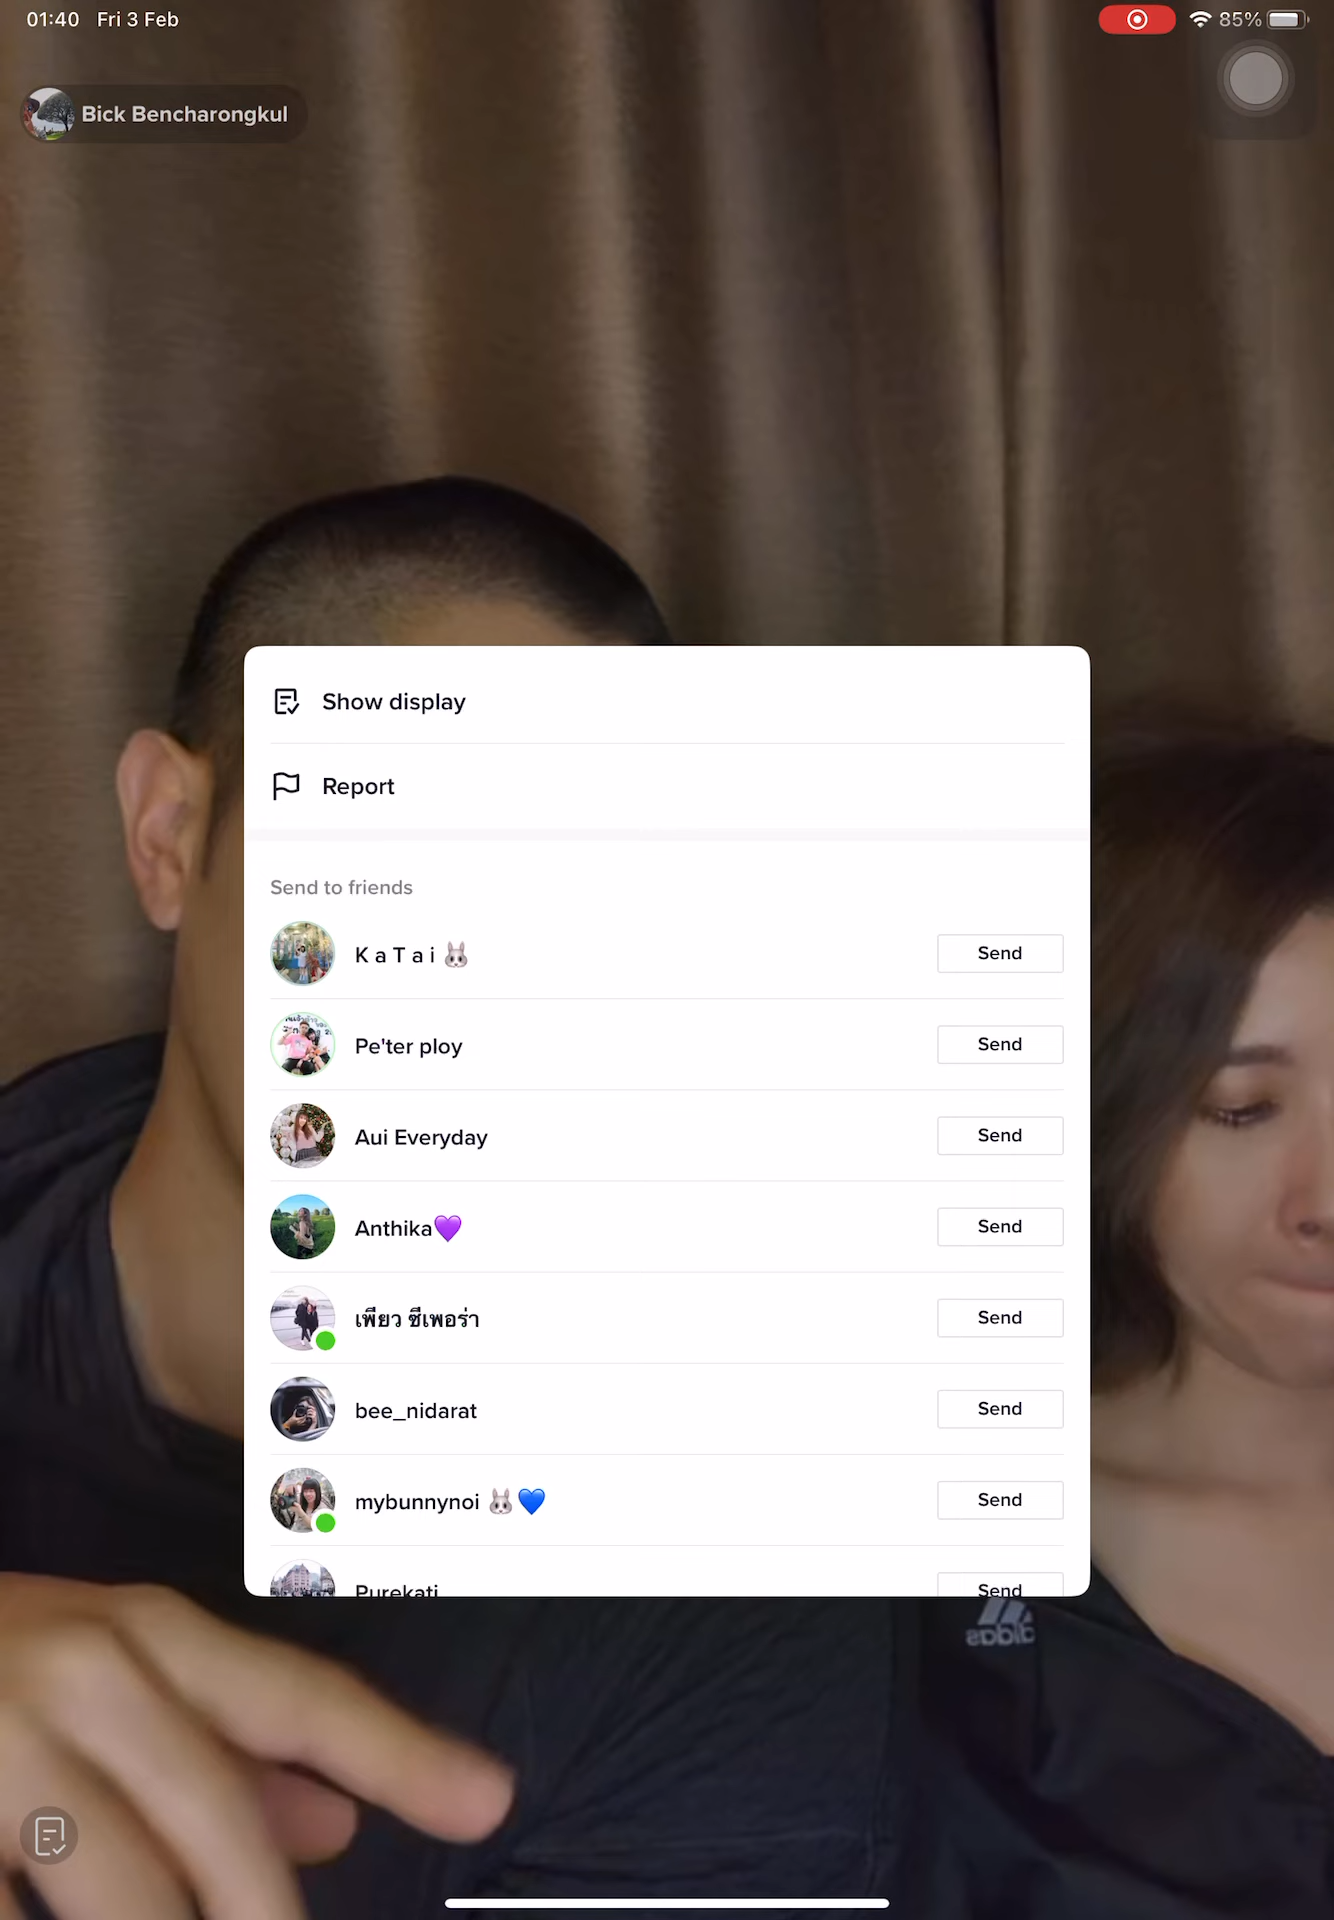 01:40 Fri 3 Feb
85%
Bick Bencharongkul
Show display
Report
Send to friends
K a T a i 🐰 Send
Pe'ter ploy Send
Aui Everyday Send
Anthika💜 Send
เพียว ซีเพอร่า Send
bee_nidarat Send
mybunnynoi 🐰💙 Send
Purekati Send
adidas